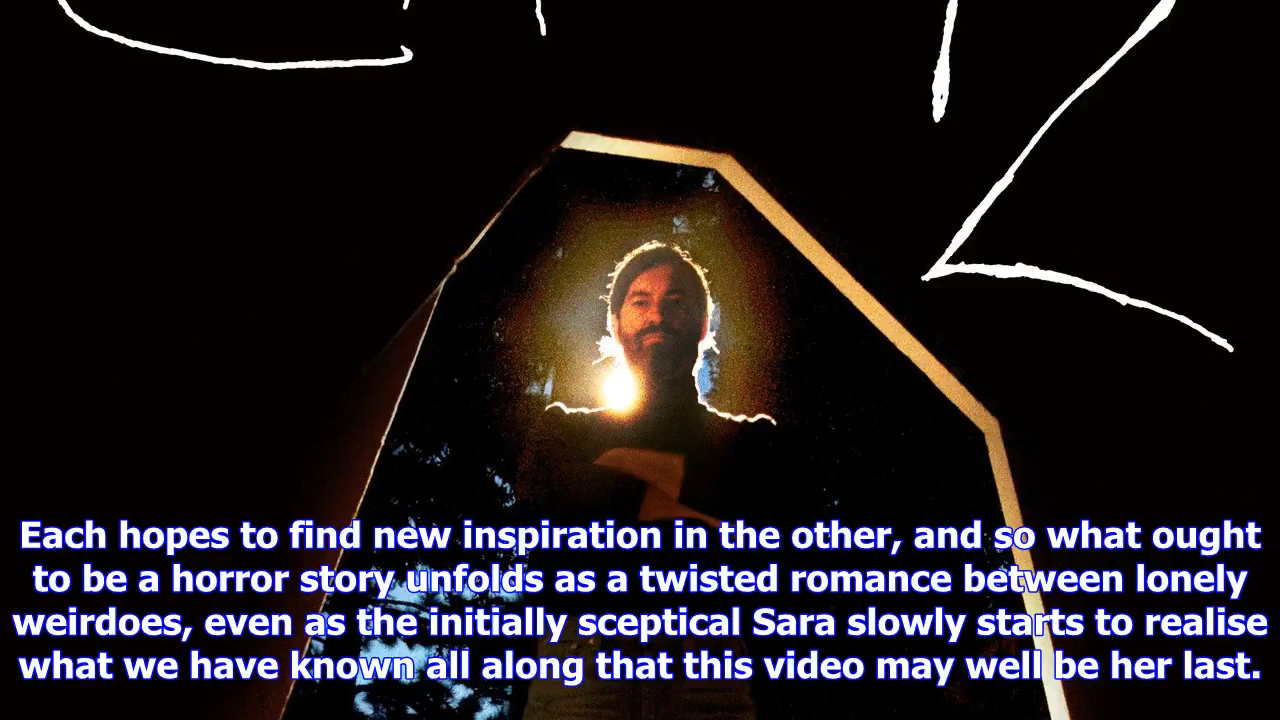 Each hopes to find new inspiration in the other, and so what ought
to be a horror story unfolds as a twisted romance between lonely
weirdoes, even as the initially sceptical Sara slowly starts to realise
what we have known all along that this video may well be her last.